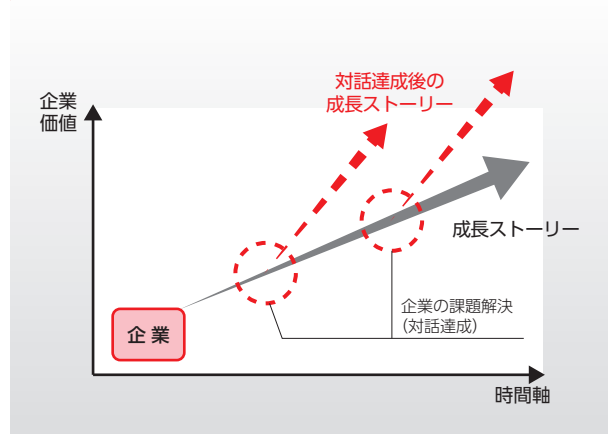 対話達成後の
成長ストーリー
企業
価値
成長ストーリー
企業の課題解決
（対話達成）
企業
時間軸